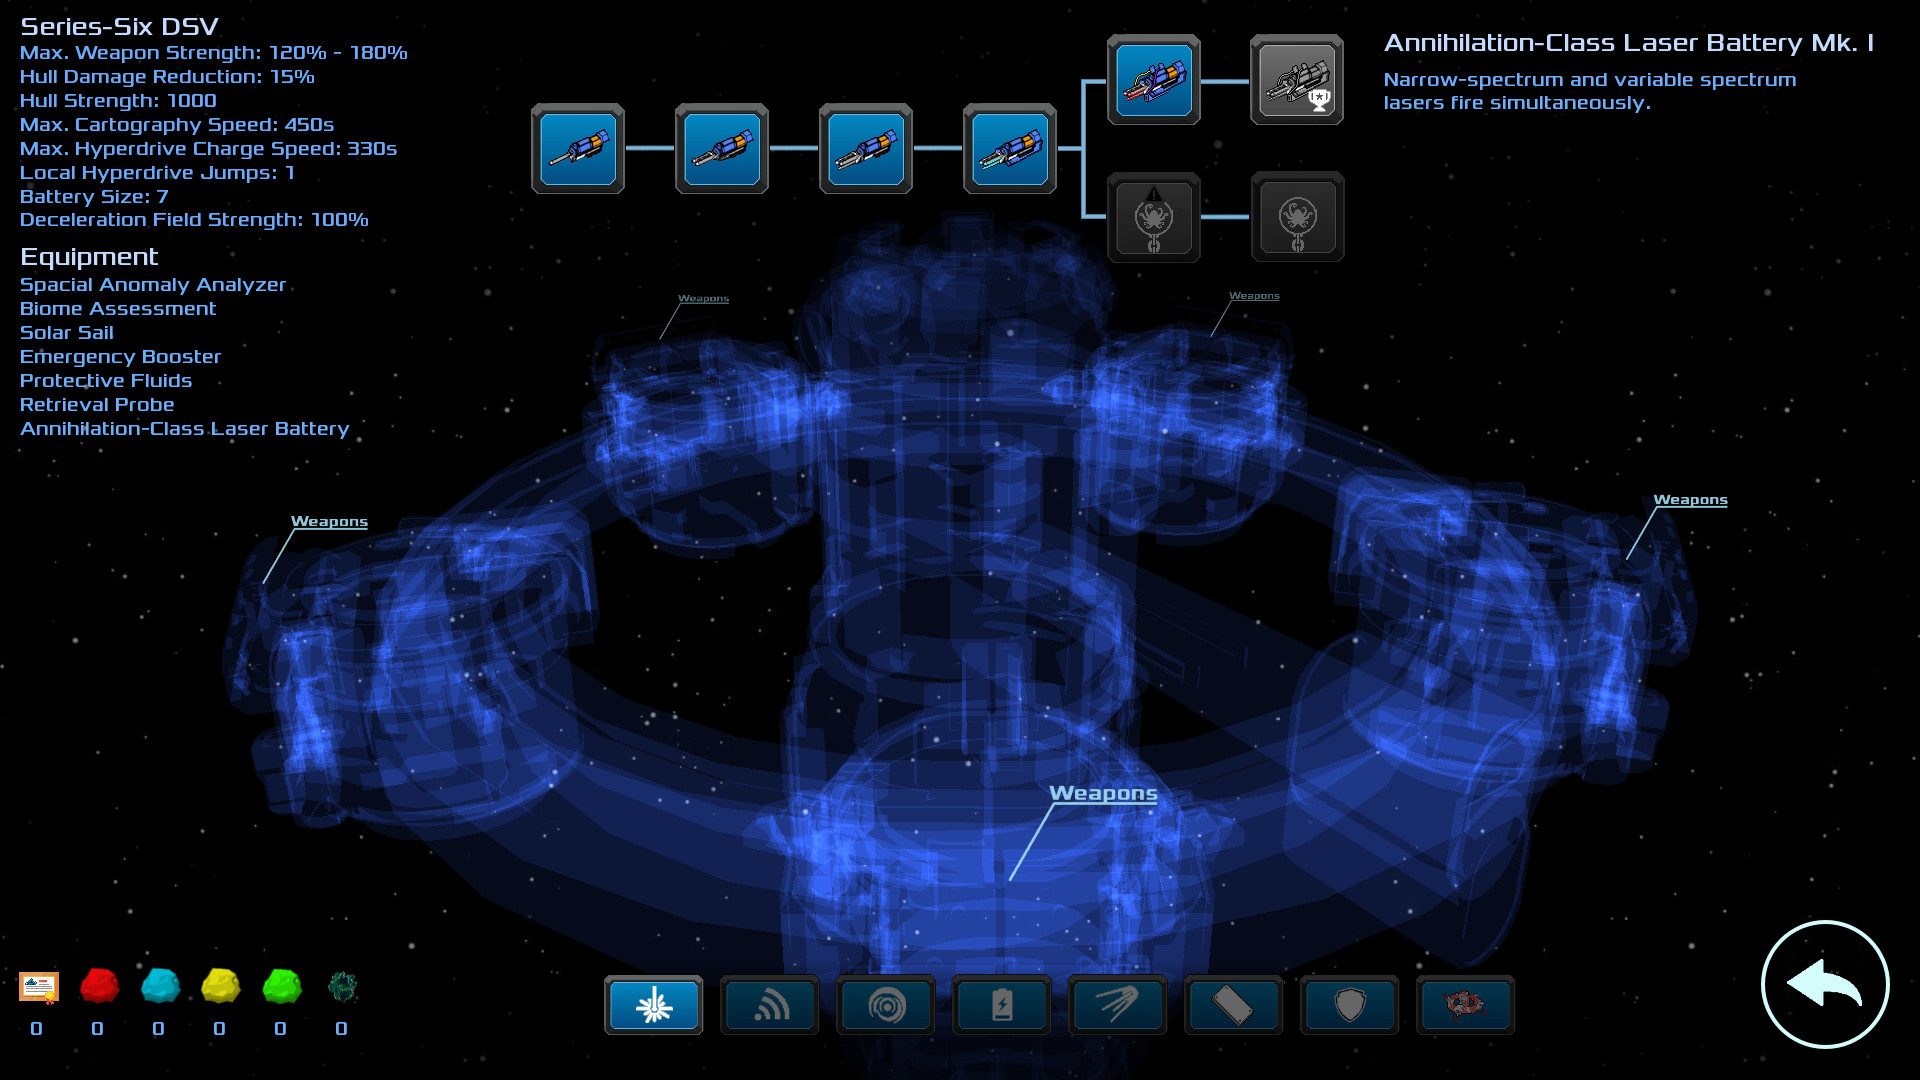 Series-Six DSV
Max. Weapon Strength: 120% - 180%
Hull Damage Reduction: 15%
Hull Strength: 1000
Max. Cartography Speed: 450s
Max. Hyperdrive Charge Speed: 330s
Local Hyperdrive Jumps: 1
Battery Size: 7
Deceleration Field Strength: 100%
Equipment
Spacial Anomaly Analyzer
Biome Assessment
Solar Sail
Emergency Booster
Protective Fluids
Retrieval Probe
Annihilation-Class Laser Battery
Annihilation-Class Laser Battery Mk. I
Narrow-spectrum and variable spectrum
lasers fire simultaneously.
Weapons
Weapons
Weapons
Weapons
Weapons
0 0 0 0 0 0